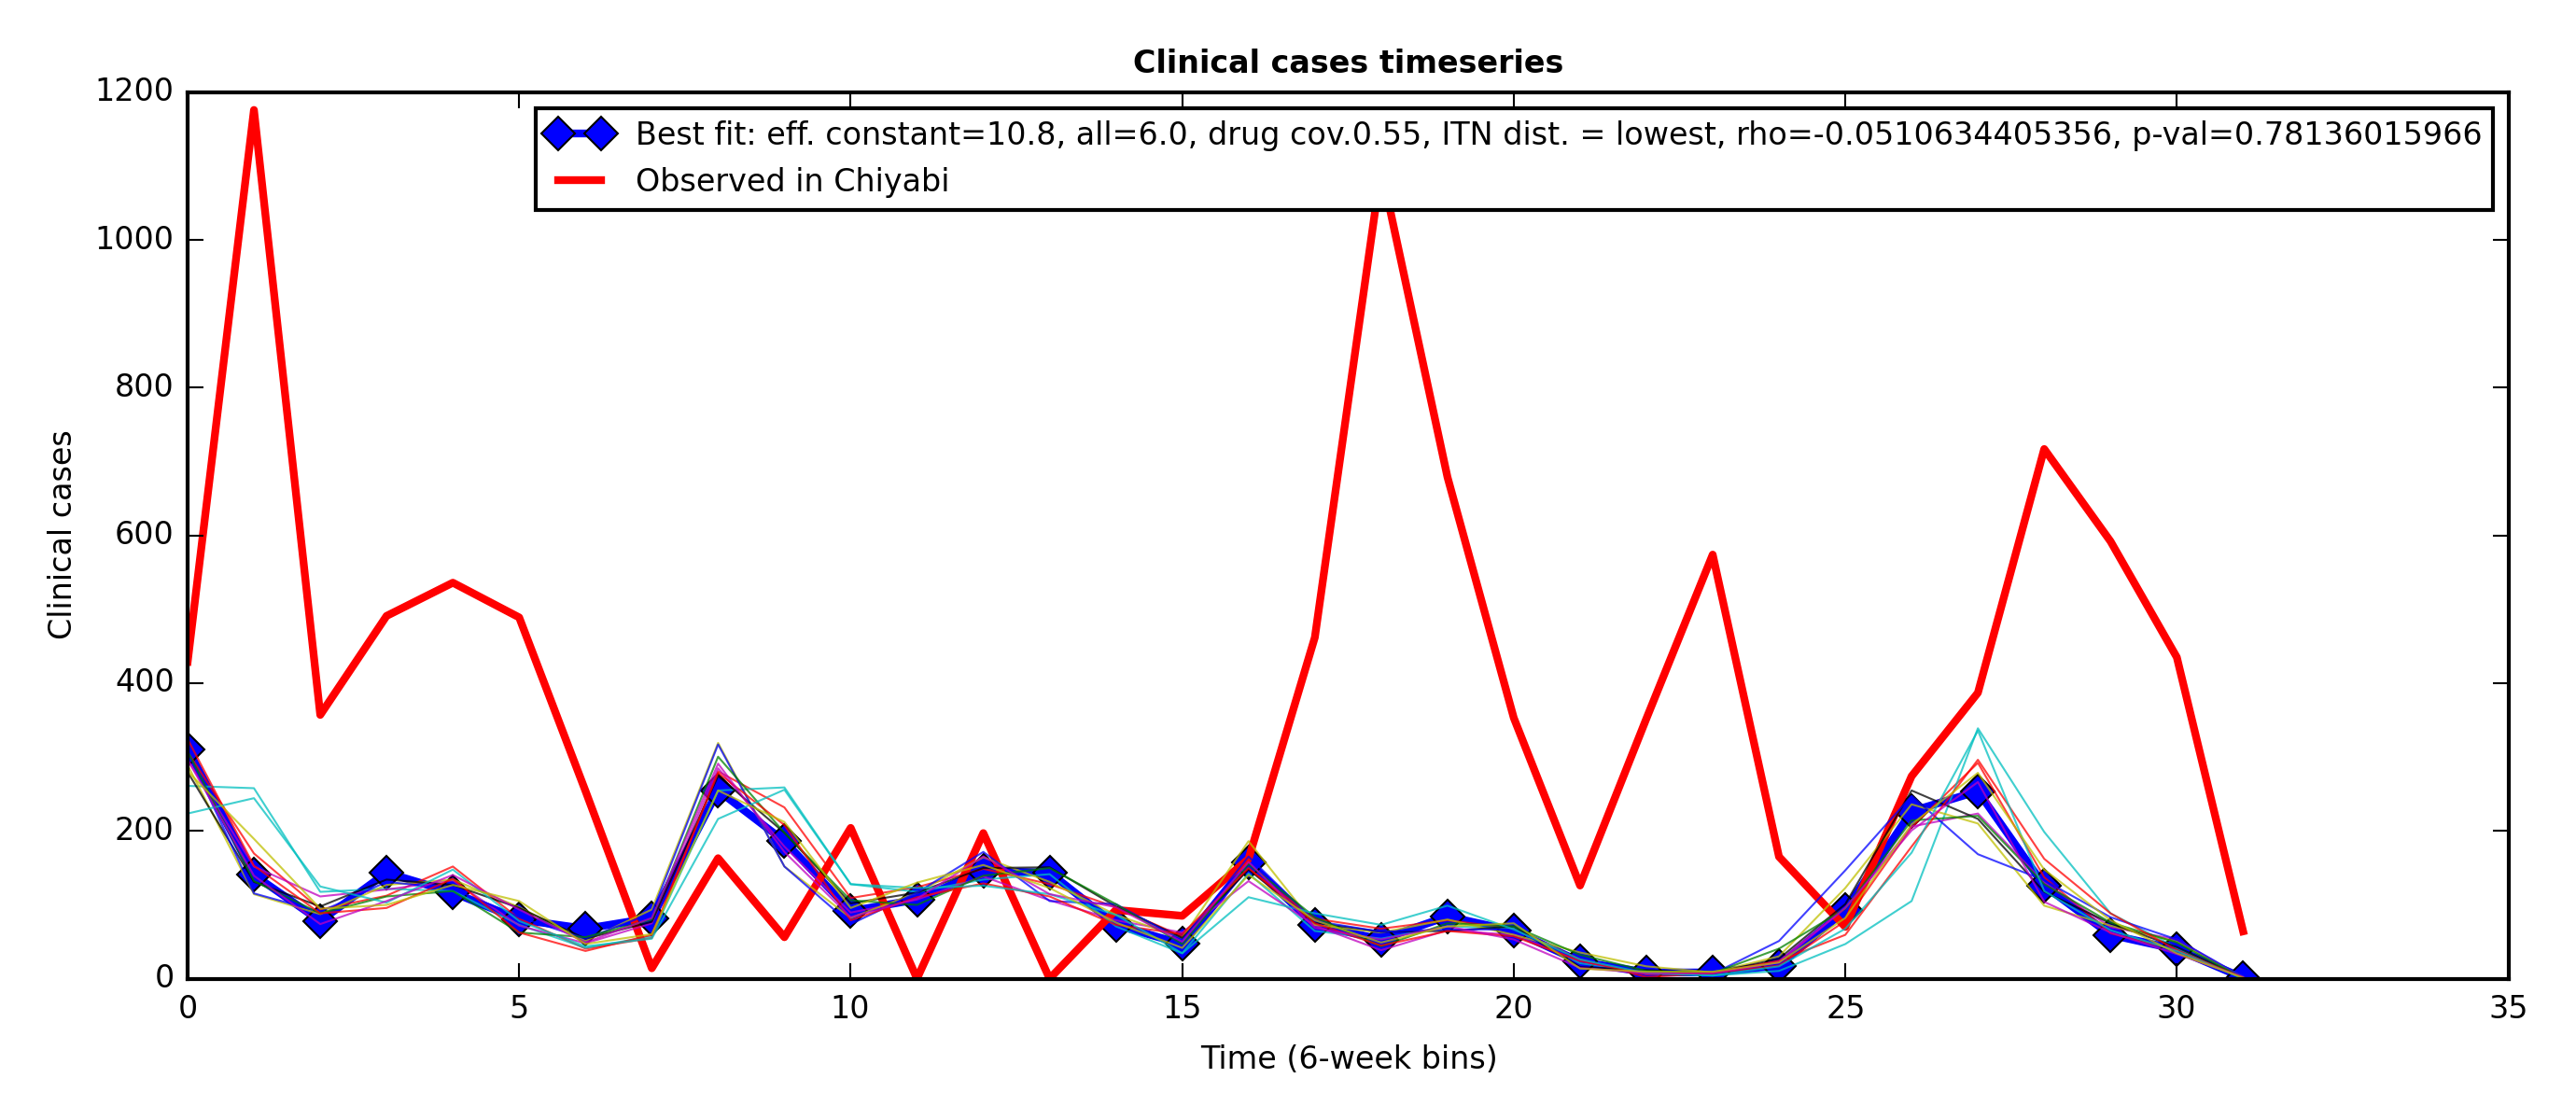 Clinical cases timeseries
1200
1000
800
600
400
200
0
Clinical cases
Best fit: eff. constant=10.8, all=6.0, drug cov.0.55, ITN dist. = lowest, rho=-0.0510634405356, p-val=0.78136015966
Observed in Chiyabi
0 5 10 15 20 25 30 35
Time (6-week bins)